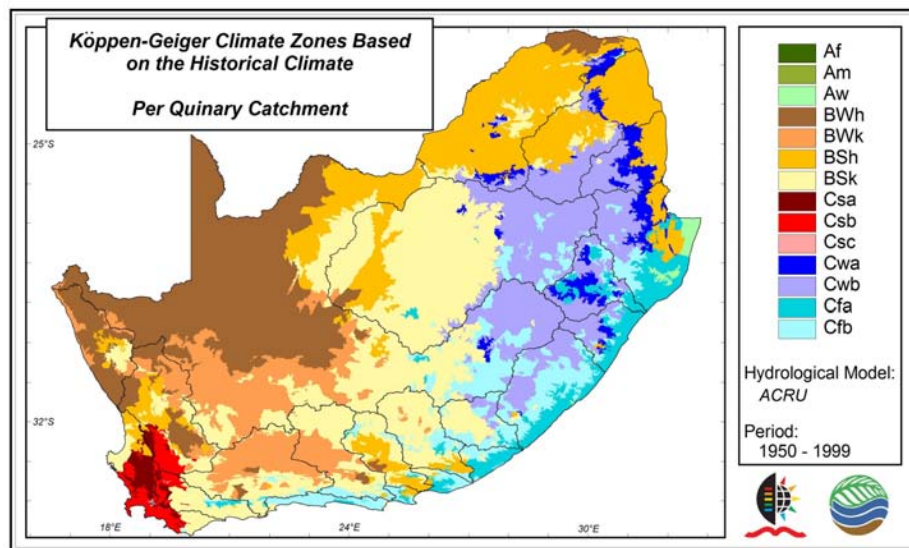 Köppen-Geiger Climate Zones Based
on the Historical Climate
Per Quinary Catchment
25°S
32°S
18°E
24°E
30°E
Af
Am
Aw
BWh
BWk
BSh
BSk
Csa
Csb
Csc
Cwa
Cwb
Cfa
Cfb
Hydrological Model:
ACRU
Period:
1950 - 1999